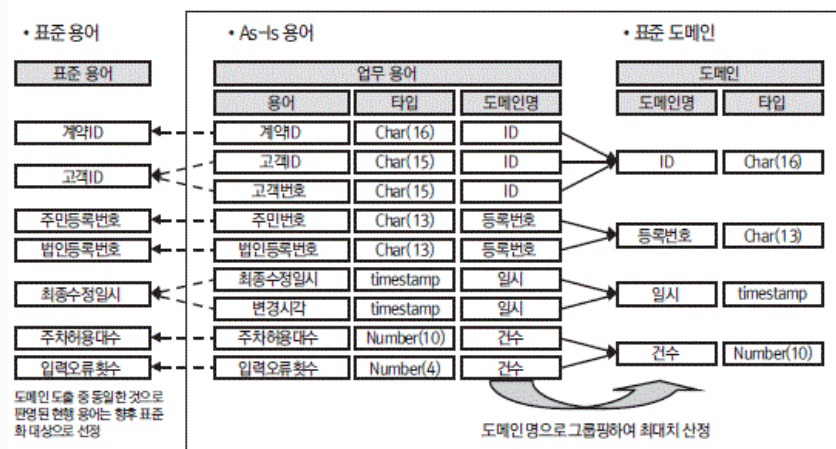 • 표준 용어
• As-Is 용어
• 표준 도메인
표준 용어
업무 용어
도메인
용어 타입 도메인명
도메인명 타입
계약ID
계약ID Char(16) ID
고객ID
고객ID Char(15) ID
ID Char(16)
고객번호 Char(15) ID
주민등록번호
주민번호 Char(13) 등록번호
등록번호 Char(13)
법인등록번호
법인등록번호 Char(13) 등록번호
최종수정일시
최종수정일시 timestamp 일시
일시 timestamp
변경시각 timestamp 일시
주차허용대수
주차허용대수 Number(10) 건수
건수 Number(10)
입력오류횟수
입력오류횟수 Number(4) 건수
도메인 도출 중 동일한 것으로
판명된 현행 용어는 향후 표준
화 대상으로 선정
도메인 명으로 그룹핑하여 최대치 산정